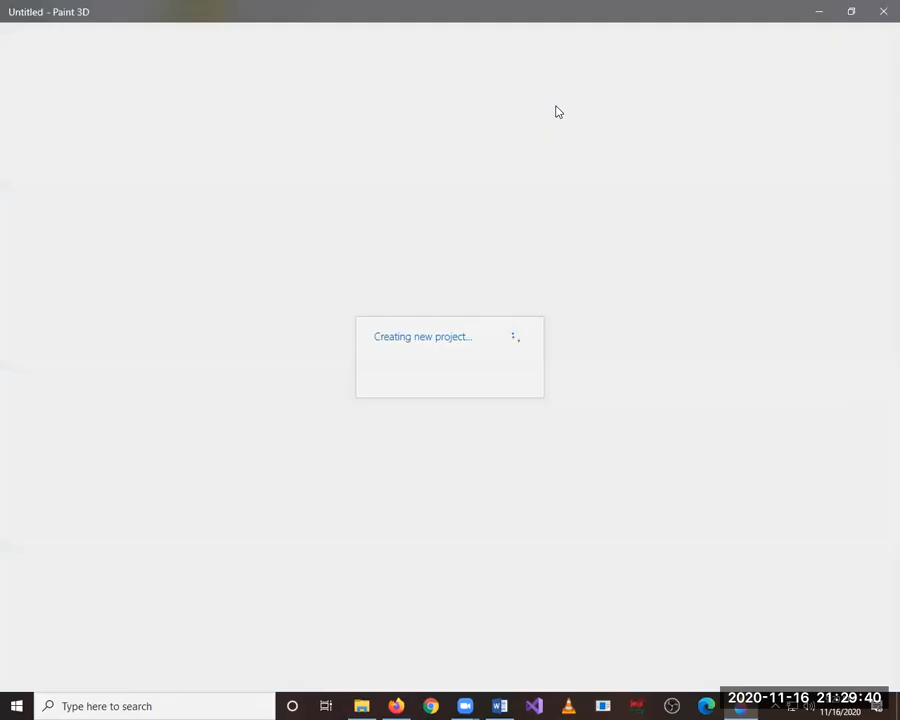 Untitled - Paint 3D
Creating new project...
Type here to search
2020-11-16 21:29:40
11/16/2020